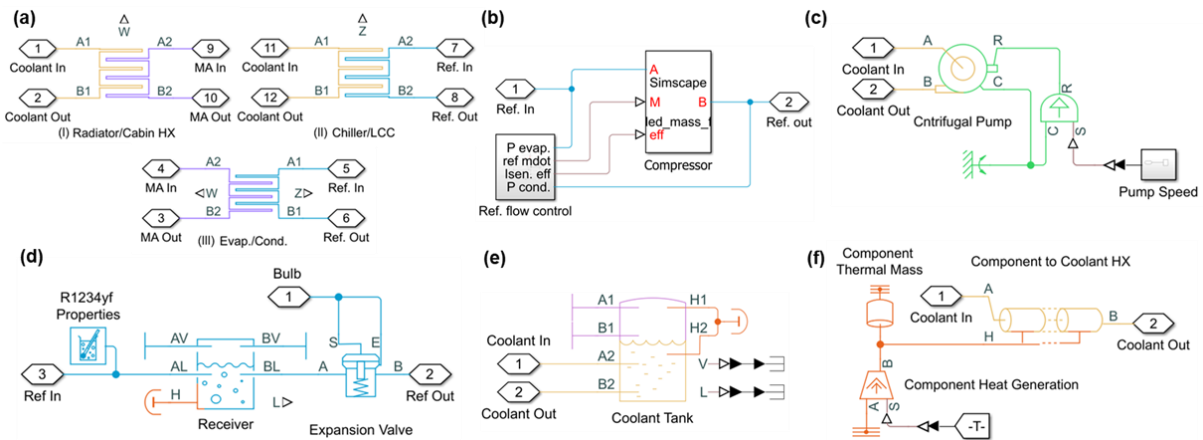 (a)
W
1
A1
A2
9
Coolant In
MA In
2
B1
B2
10
Coolant Out
MA Out
(I) Radiator/Cabin HX
Z
11
A1
A2
7
Coolant In
Ref. In
12
B1
B2
8
Coolant Out
Ref. Out
(II) Chiller/LCC
4
A2
A1
5
MA In
W
Z
Ref. In
3
B2
B1
6
MA Out
Ref. Out
(III) Evap./Cond.
(b)
1
Ref. In
A
Simscape
M
B
led_mass_f
eff
Compressor
2
Ref. out
P evap.
ref mdot
Isen. eff
P cond.
Ref. flow control
(c)
1
A
R
Coolant In
2
B
C
Coolant Out
Cntrifugal Pump
R
C
S
Pump Speed
(d)
R1234yf
Properties
Bulb
1
AV
BV
S
E
3
AL
BL
A
B
2
Ref In
Ref Out
H
L
Receiver
Expansion Valve
(e)
A1
H1
B1
H2
Coolant In
1
A2
V
2
B2
L
Coolant Out
Coolant Tank
(f)
Component
Thermal Mass
Component to Coolant HX
1
A
Coolant In
H
B
2
Coolant Out
B
Component Heat Generation
A
S
-T-